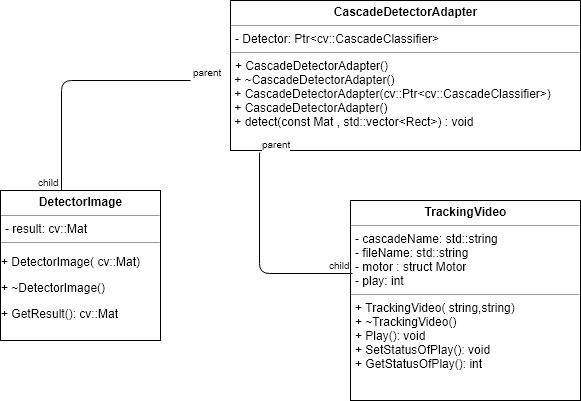 CascadeDetectorAdapter
- Detector: Ptr<cv::CascadeClassifier>
+ CascadeDetectorAdapter()
+ ~CascadeDetectorAdapter()
+ CascadeDetectorAdapter(cv::Ptr<cv::CascadeClassifier>)
+ CascadeDetectorAdapter()
+ detect(const Mat , std::vector<Rect>) : void
parent
parent
child
DetectorImage
- result: cv::Mat
+ DetectorImage( cv::Mat)
+ ~DetectorImage()
+ GetResult(): cv::Mat
child
TrackingVideo
- cascadeName: std::string
- fileName: std::string
- motor : struct Motor
- play: int
+ TrackingVideo( string,string)
+ ~TrackingVideo()
+ Play(): void
+ SetStatusOfPlay(): void
+ GetStatusOfPlay(): int